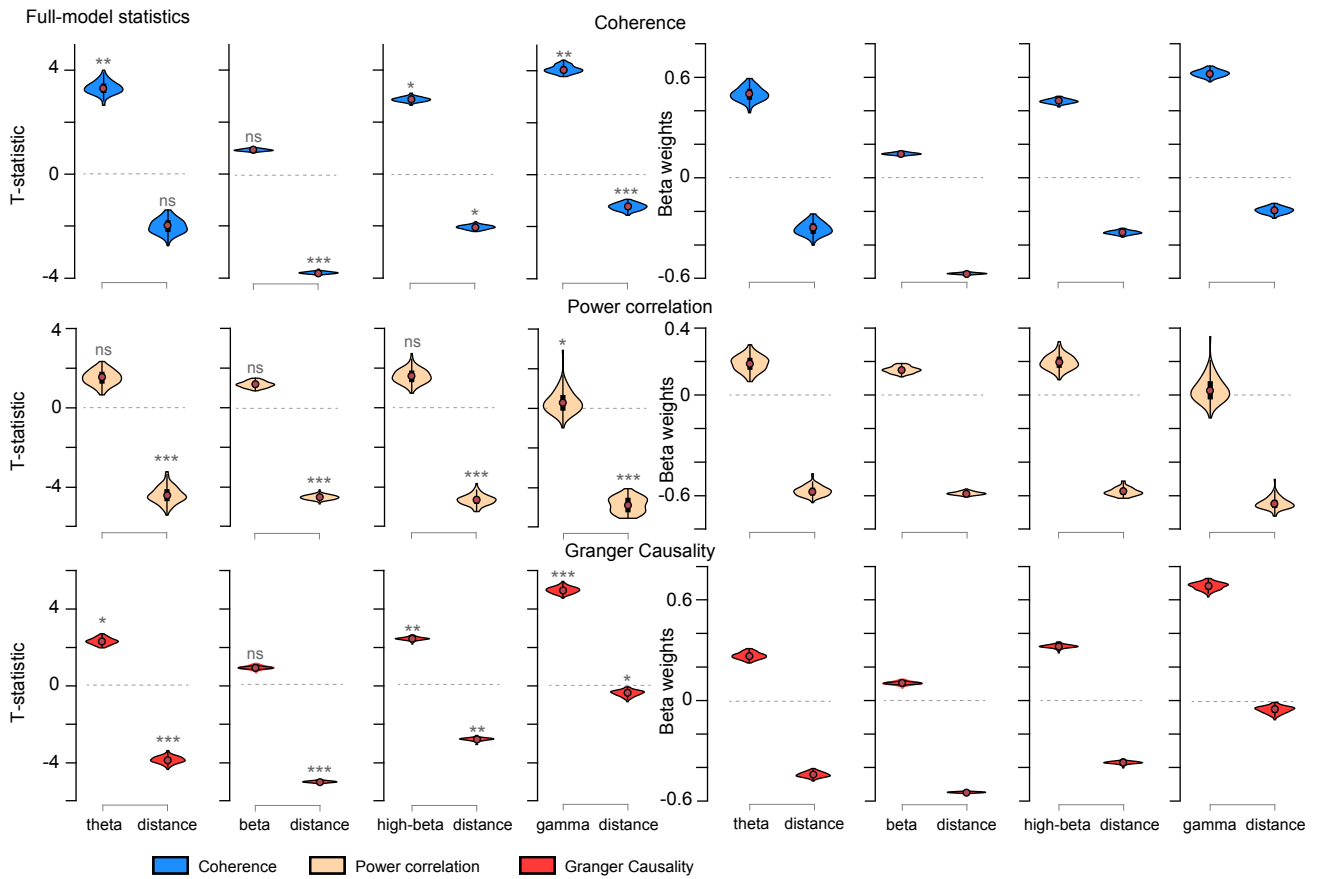 Full-model statistics
Coherence
T-statistic
4
0
-4
** ns
ns ***
* *
** ***
Beta weights
0.6
0
-0.6
Power correlation
T-statistic
4
0
-4
ns ***
ns ***
ns ***
* ***
Beta weights
0.4
0
-0.6
Granger Causality
T-statistic
4
0
-4
* ***
ns ***
** **
*** *
Beta weights
0.6
0
-0.6
theta distance beta distance high-beta distance gamma distance theta distance beta distance high-beta distance gamma distance
Coherence Power correlation Granger Causality